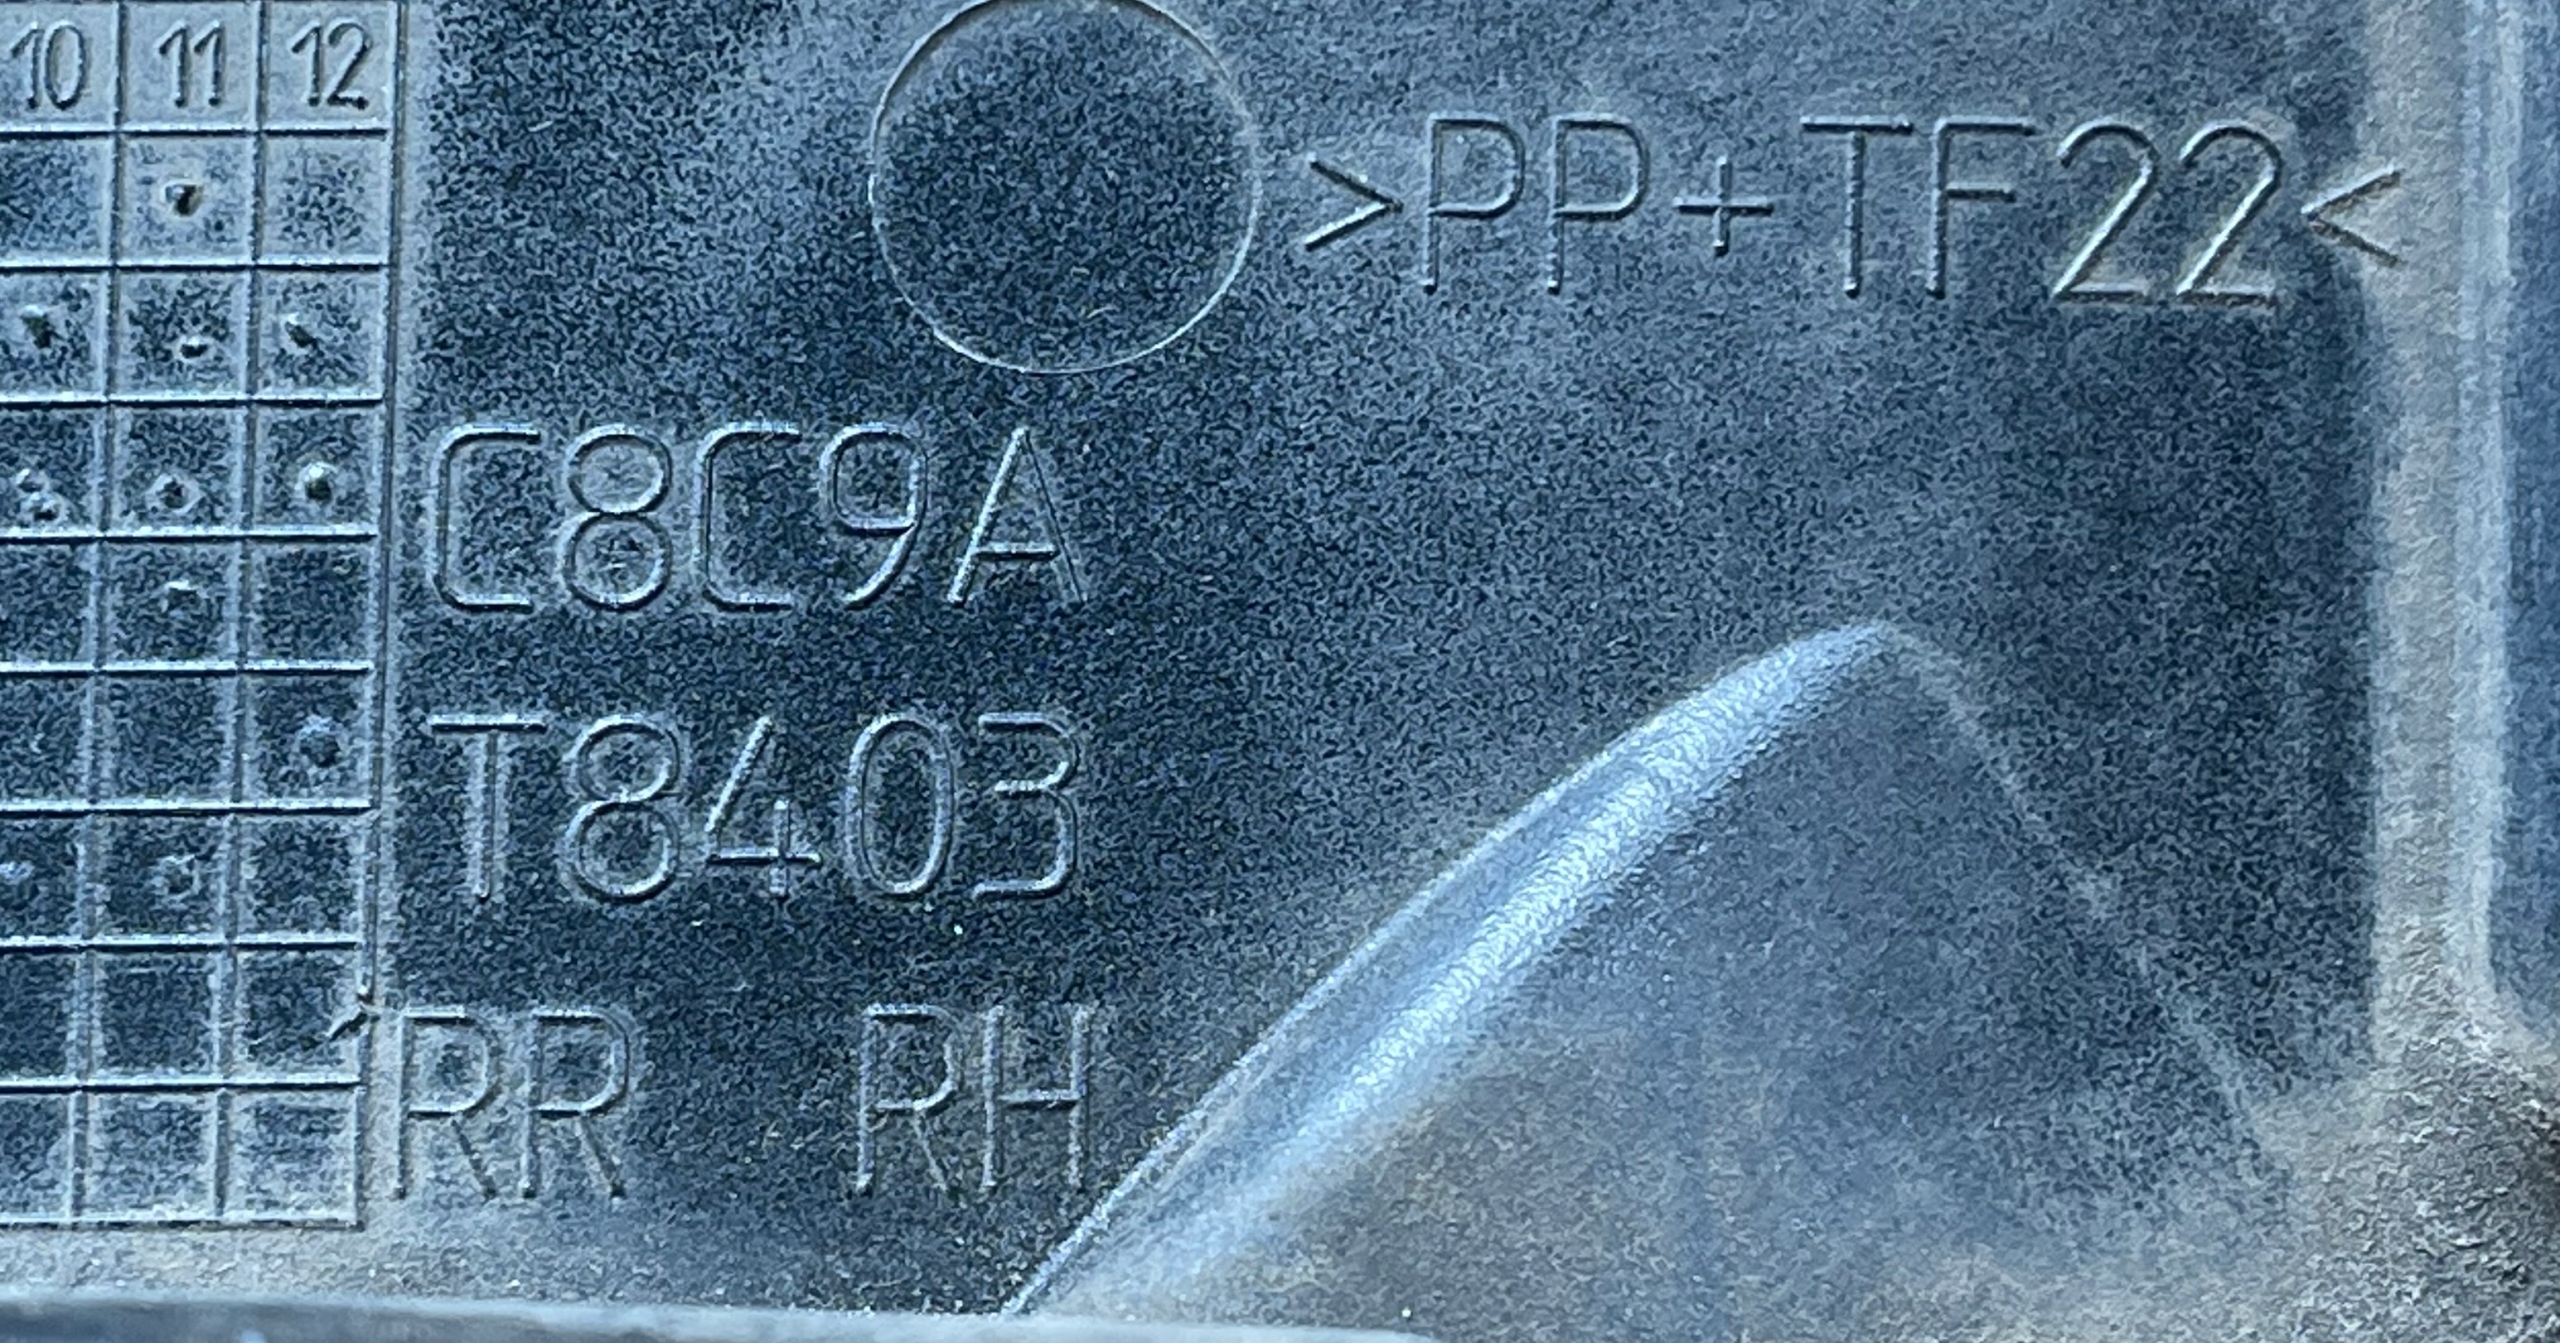 10 11 12
>PP+TF22<
C8C9A
T8403
RR RH